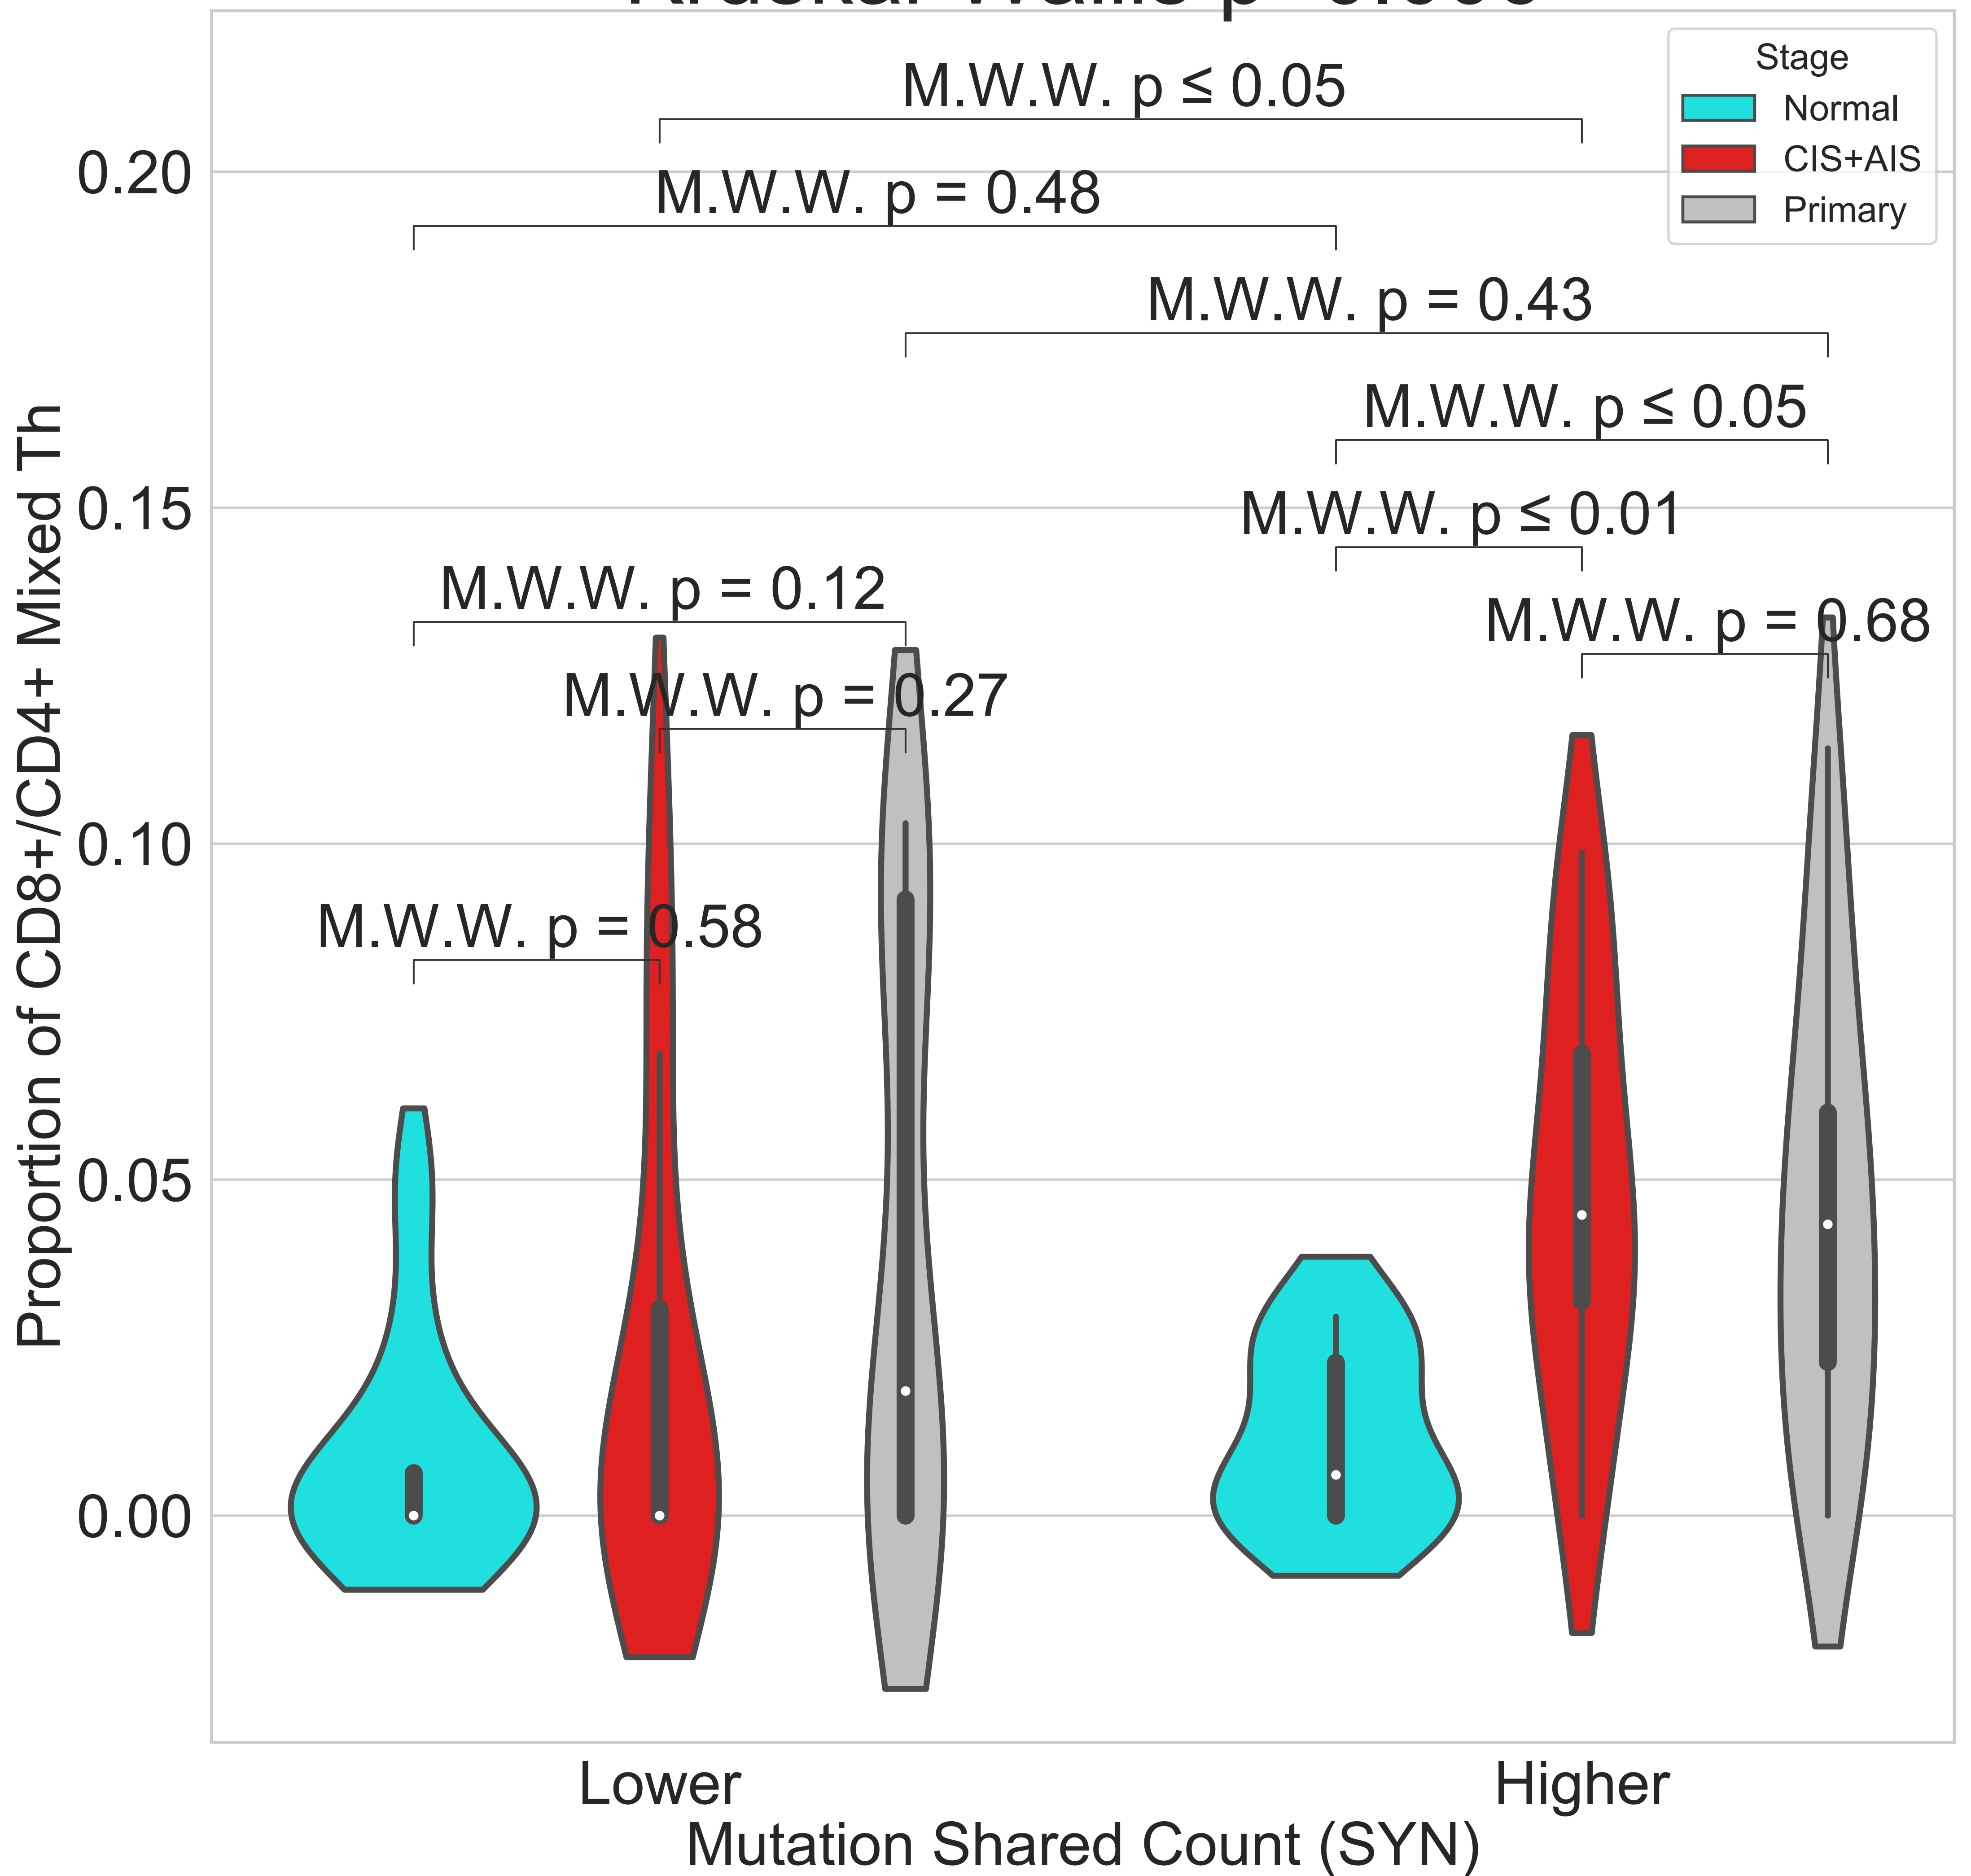 Stage
Normal
CIS+AIS
Primary
M.W.W. p ≤ 0.05
M.W.W. p = 0.48
M.W.W. p = 0.43
M.W.W. p ≤ 0.05
M.W.W. p ≤ 0.01
M.W.W. p = 0.12
M.W.W. p = 0.68
M.W.W. p = 0.27
M.W.W. p = 0.58
0.20
0.15
0.10
0.05
0.00
Proportion of CD8+/CD4+ Mixed Th
Lower
Higher
Mutation Shared Count (SYN)